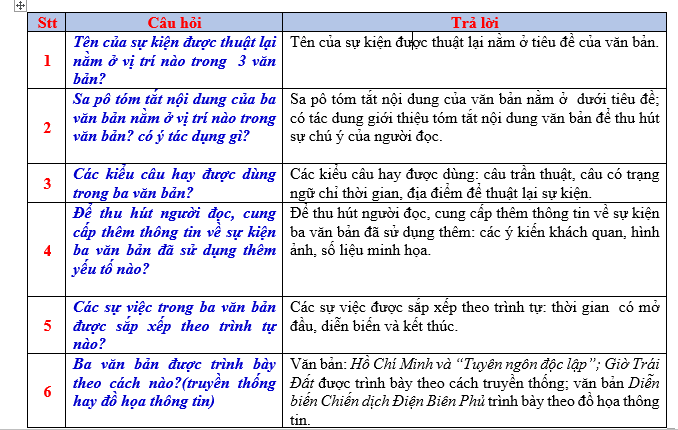 Stt Câu hỏi Trả lời
1 Tên của sự kiện được thuật lại
nằm ở vị trí nào trong 3 văn
bản?
Tên của sự kiện được thuật lại nằm ở tiêu đề của văn bản.
2 Sa pô tóm tắt nội dung của ba
văn bản nằm ở vị trí nào trong
văn bản? có ý tác dụng gì?
Sa pô tóm tắt nội dung của văn bản nằm ở dưới tiêu đề;
có tác dung giới thiệu tóm tắt nội dung văn bản để thu hút
sự chú ý của người đọc.
3 Các kiểu câu hay được dùng
trong ba văn bản?
Các kiểu câu hay được dùng: câu trần thuật, câu có trạng
ngữ chỉ thời gian, địa điểm để thuật lại sự kiện.
4 Để thu hút người đọc, cung
cấp thêm thông tin về sự kiện
ba văn bản đã sử dụng thêm
yếu tố nào?
Để thu hút người đọc, cung cấp thêm thông tin về sự kiện
ba văn bản đã sử dụng thêm: các ý kiến khách quan, hình
ảnh, số liệu minh họa.
5 Các sự việc trong ba văn bản
được sắp xếp theo trình tự
nào?
Các sự việc được sắp xếp theo trình tự: thời gian có mở
đầu, diễn biến và kết thúc.
6 Ba văn bản được trình bày
theo cách nào?(truyền thống
hay đồ họa thông tin)
Văn bản: Hồ Chí Minh và “Tuyên ngôn độc lập”; Giờ Trái
Đất được trình bày theo cách truyền thống; văn bản Diễn
biến Chiến dịch Điện Biên Phủ trình bày theo đồ họa thông
tin.